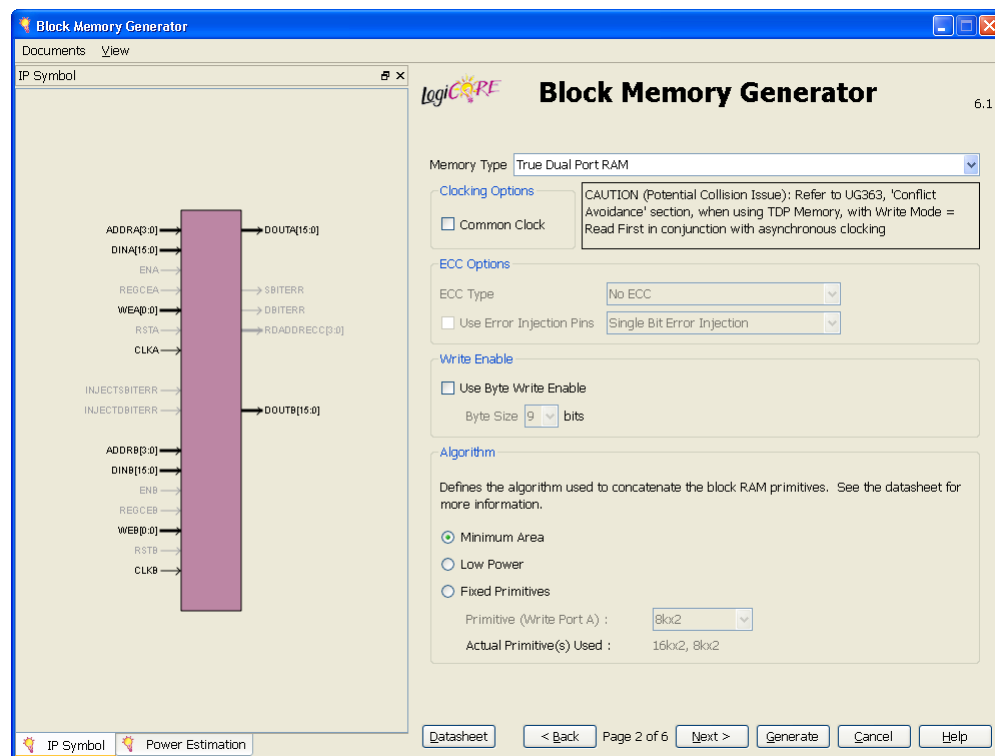 Block Memory Generator
Documents View
IP Symbol
LogiCORE
Block Memory Generator
6.1
ADDRA[3:0]
DINA[15:0]
ENA
REGCEA
WEA[0:0]
RSTA
CLKA
INJECTSBITERR
INJECTDBITERR
ADDRB[3:0]
DINB[15:0]
ENB
REGCEB
WEB[0:0]
RSTB
CLKB
DOUTA[15:0]
SBITERR
DBITERR
RDADDRECC[3:0]
DOUTB[15:0]
Memory Type True Dual Port RAM
Clocking Options
Common Clock
CAUTION (Potential Collision Issue): Refer to UG363, 'Conflict
Avoidance' section, when using TDP Memory, with Write Mode =
Read First in conjunction with asynchronous clocking
ECC Options
ECC Type No ECC
Use Error Injection Pins Single Bit Error Injection
Write Enable
Use Byte Write Enable
Byte Size 9 bits
Algorithm
Defines the algorithm used to concatenate the block RAM primitives. See the datasheet for
more information.
Minimum Area
Low Power
Fixed Primitives
Primitive (Write Port A) : 8kx2
Actual Primitive(s) Used : 16kx2, 8kx2
IP Symbol Power Estimation
Datasheet < Back Page 2 of 6 Next > Generate Cancel Help